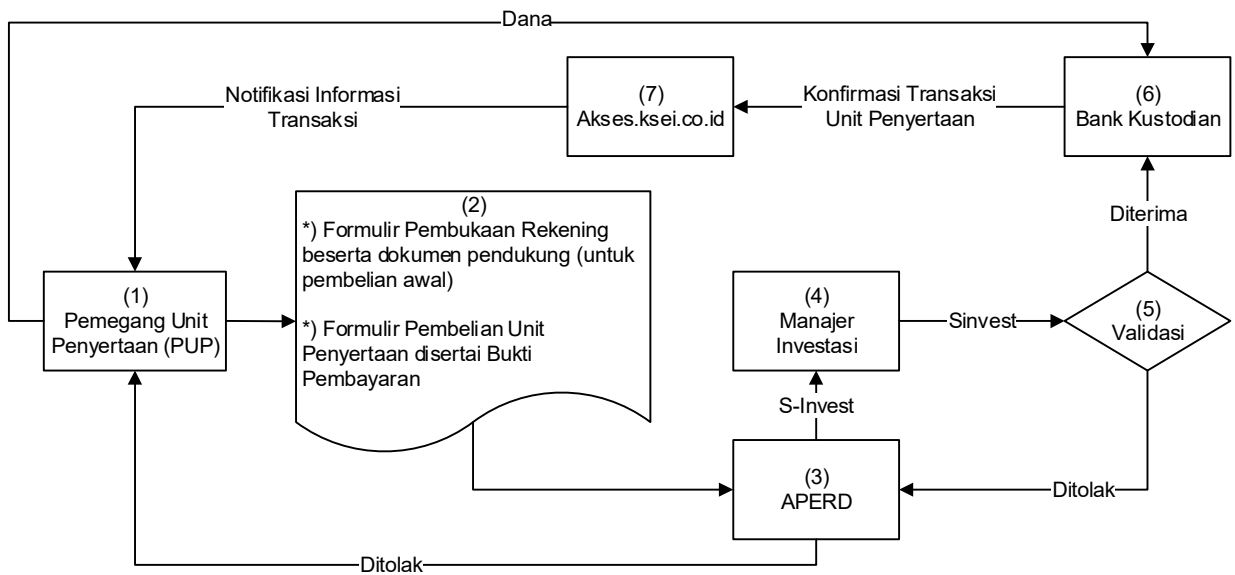 Dana
Notifikasi Informasi
Transaksi
(7)
Akses.ksei.co.id
Konfirmasi Transaksi
Unit Penyertaan
(6)
Bank Kustodian
(2)
*) Formulir Pembukaan Rekening
beserta dokumen pendukung (untuk
pembelian awal)
*) Formulir Pembelian Unit
Penyertaan disertai Bukti
Pembayaran
Diterima
(1)
Pemegang Unit
Penyertaan (PUP)
(4)
Manajer
Investasi
Sinvest
(5)
Validasi
S-Invest
(3)
APERD
Ditolak
Ditolak